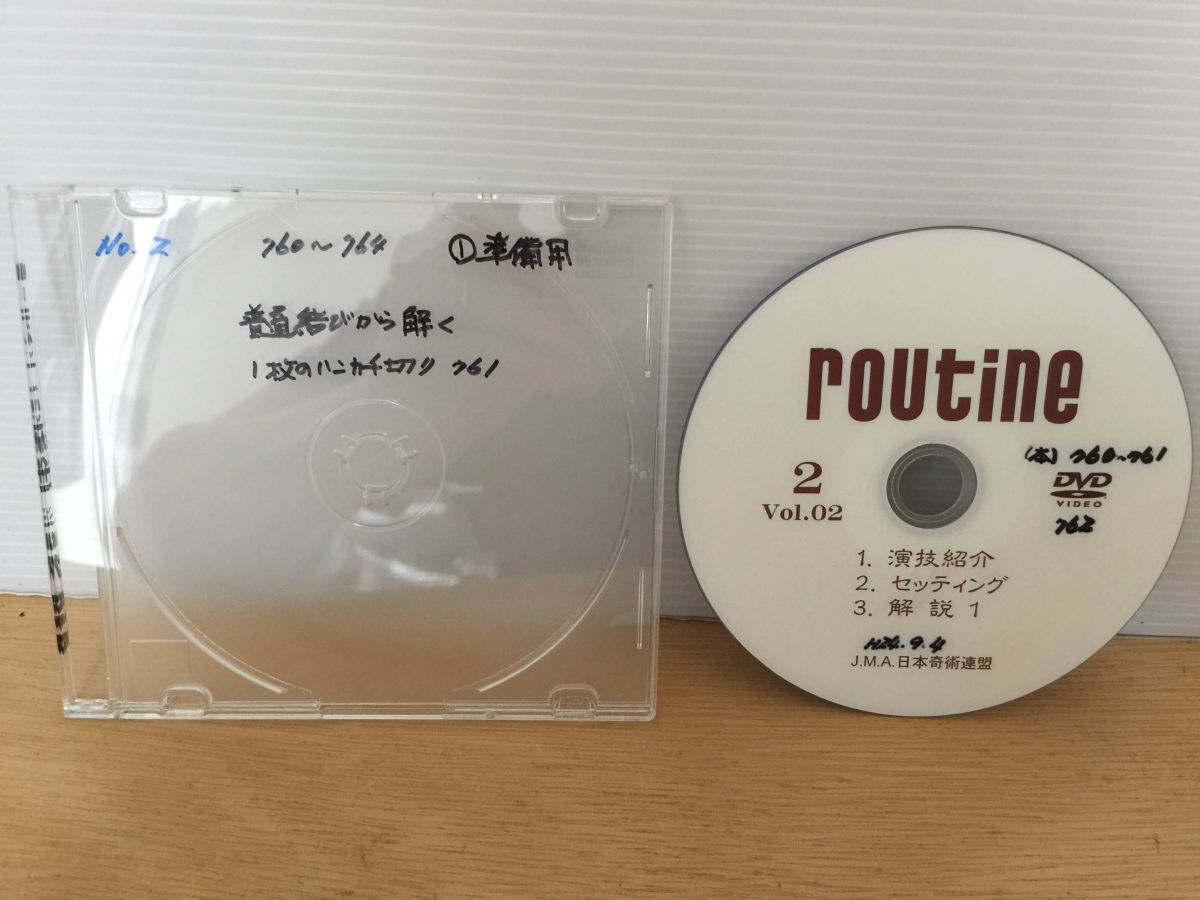 No. 2 760～764 ①準備用
普通結びから解く
1枚のハンカチ切り 761
routine
2
Vol.02
(本) 760～761
DVD
VIDEO
762
1. 演技紹介
2. セッティング
3. 解説 1
H24.9.4
J.M.A.日本奇術連盟